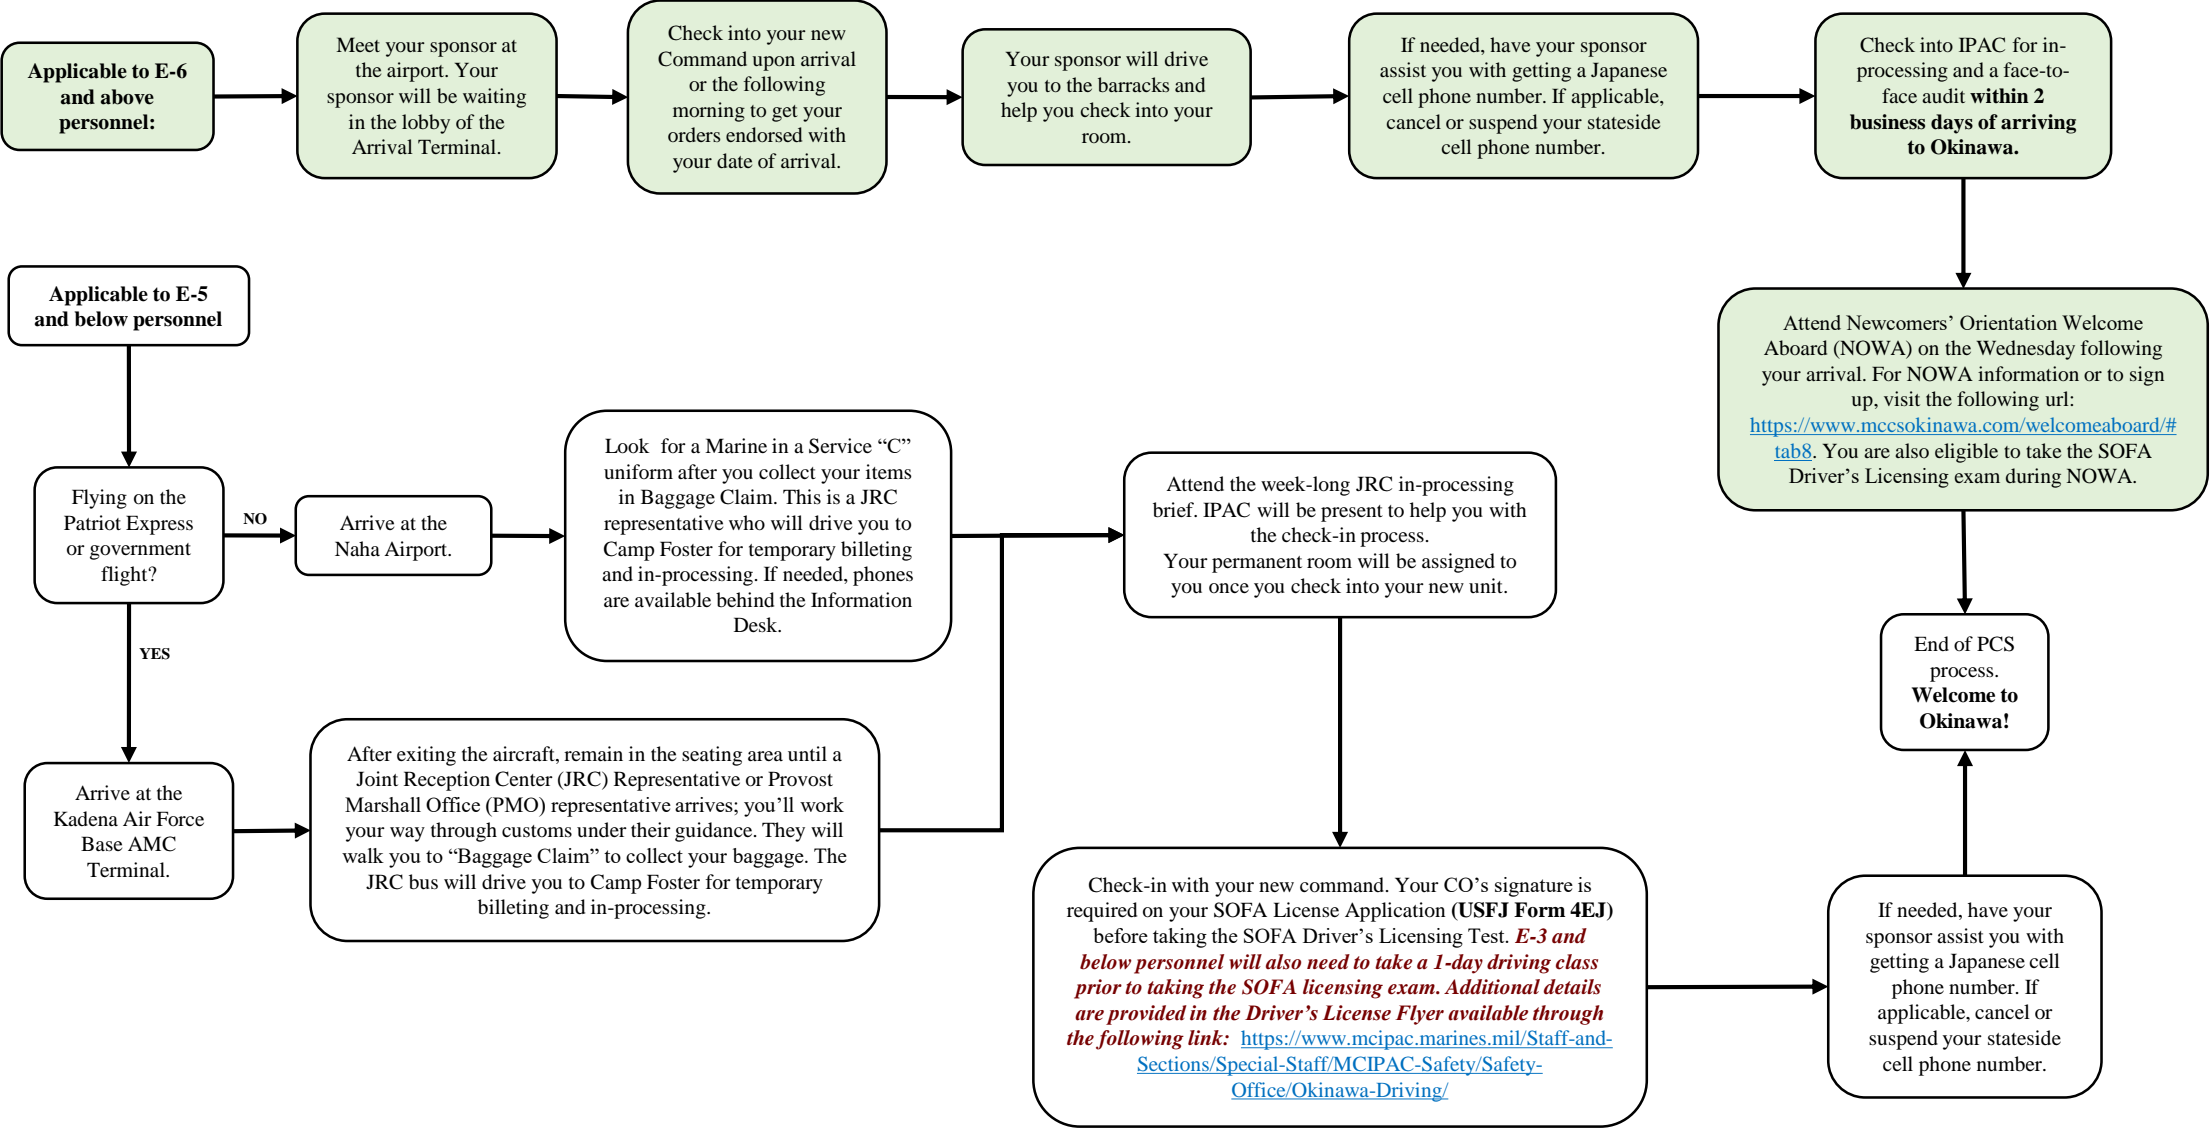 Applicable to E-6
and above
personnel:
Meet your sponsor at
the airport. Your
sponsor will be waiting
in the lobby of the
Arrival Terminal.
Check into your new
Command upon arrival
or the following
morning to get your
orders endorsed with
your date of arrival.
Your sponsor will drive
you to the barracks and
help you check into your
room.
If needed, have your sponsor
assist you with getting a Japanese
cell phone number. If applicable,
cancel or suspend your stateside
cell phone number.
Check into IPAC for in-
processing and a face-to-
face audit within 2
business days of arriving
to Okinawa.
Attend Newcomers’ Orientation Welcome
Aboard (NOWA) on the Wednesday following
your arrival. For NOWA information or to sign
up, visit the following url:
https://www.mccsokinawa.com/welcomeaboard/#
tab8. You are also eligible to take the SOFA
Driver’s Licensing exam during NOWA.
Applicable to E-5
and below personnel
Flying on the
Patriot Express
or government
flight?
NO
Arrive at the
Naha Airport.
Look  for a Marine in a Service “C”
uniform after you collect your items
in Baggage Claim. This is a JRC
representative who will drive you to
Camp Foster for temporary billeting
and in-processing. If needed, phones
are available behind the Information
Desk.
Attend the week-long JRC in-processing
brief. IPAC will be present to help you with
the check-in process.
Your permanent room will be assigned to
you once you check into your new unit.
YES
Arrive at the
Kadena Air Force
Base AMC
Terminal.
After exiting the aircraft, remain in the seating area until a
Joint Reception Center (JRC) Representative or Provost
Marshall Office (PMO) representative arrives; you’ll work
your way through customs under their guidance. They will
walk you to “Baggage Claim” to collect your baggage. The
JRC bus will drive you to Camp Foster for temporary
billeting and in-processing.
Check-in with your new command. Your CO’s signature is
required on your SOFA License Application (USFJ Form 4EJ)
before taking the SOFA Driver’s Licensing Test. E-3 and
below personnel will also need to take a 1-day driving class
prior to taking the SOFA licensing exam. Additional details
are provided in the Driver’s License Flyer available through
the following link: https://www.mcipac.marines.mil/Staff-and-
Sections/Special-Staff/MCIPAC-Safety/Safety-
Office/Okinawa-Driving/
If needed, have your
sponsor assist you with
getting a Japanese cell
phone number. If
applicable, cancel or
suspend your stateside
cell phone number.
End of PCS
process.
Welcome to
Okinawa!